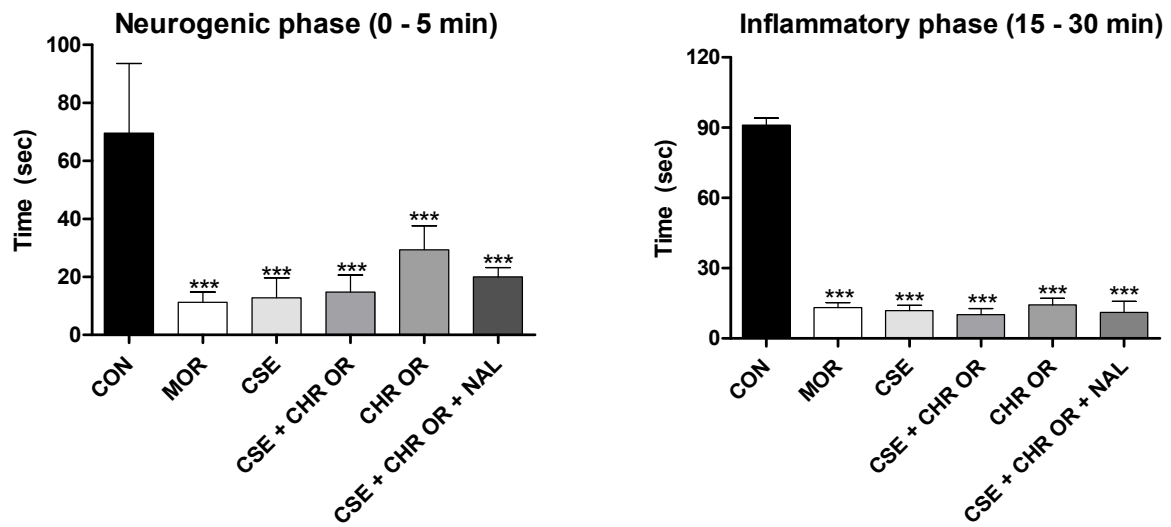 Neurogenic phase (0 - 5 min)
Time (sec)
100
80
60
40
20
0
***
***
***
***
***
CON
MOR
CSE
CSE + CHR OR
CHR OR
CSE + CHR OR + NAL
Inflammatory phase (15 - 30 min)
Time (sec)
120
90
60
30
0
***
***
***
***
***
CON
MOR
CSE
CSE + CHR OR
CHR OR
CSE + CHR OR + NAL